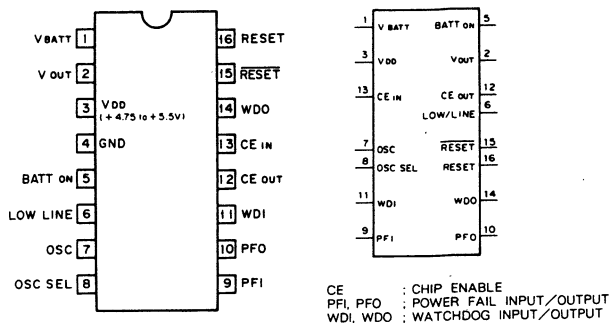 V BATT 1
16 RESET
V OUT 2
15 RESET
3 VDD
(+4.75 to +5.5V)
14 WDO
4 GND
13 CE IN
BATT ON 5
12 CE OUT
LOW LINE 6
11 WDI
OSC 7
10 PFO
OSC SEL 8
9 PFI
1 V BATT
BATT ON 5
3 VDD
VOUT 2
13 CE IN
CE OUT 12
LOW/LINE 6
7 OSC
RESET 15
8 OSC SEL
RESET 16
11 WDI
WDO 14
9 PFI
PFO 10
CE : CHIP ENABLE
PFI, PFO : POWER FAIL INPUT/OUTPUT
WDI, WDO : WATCHDOG INPUT/OUTPUT